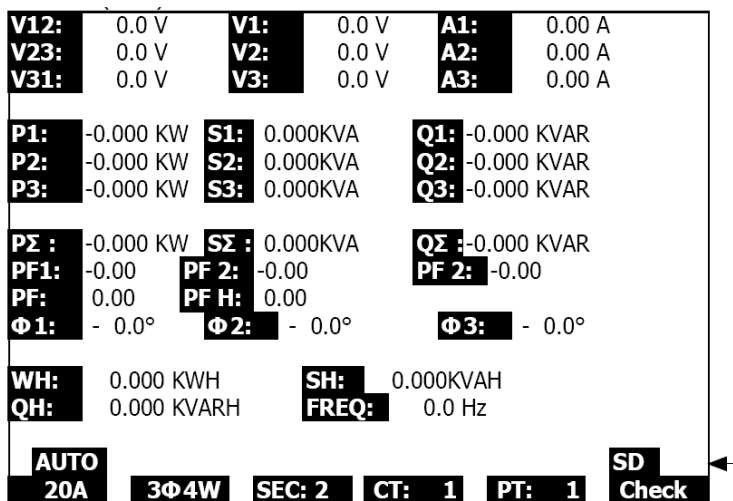 V12: 0.0 V V1: 0.0 V A1: 0.00 A
V23: 0.0 V V2: 0.0 V A2: 0.00 A
V31: 0.0 V V3: 0.0 V A3: 0.00 A
P1: -0.000 KW S1: 0.000KVA Q1: -0.000 KVAR
P2: -0.000 KW S2: 0.000KVA Q2: -0.000 KVAR
P3: -0.000 KW S3: 0.000KVA Q3: -0.000 KVAR
PΣ : -0.000 KW SΣ : 0.000KVA QΣ :-0.000 KVAR
PF1: -0.00 PF 2: -0.00 PF 2: -0.00
PF: 0.00 PF H: 0.00
Φ1: - 0.0° Φ2: - 0.0° Φ3: - 0.0°
WH: 0.000 KWH SH: 0.000KVAH
QH: 0.000 KVARH FREQ: 0.0 Hz
AUTO SD
20A 3Φ4W SEC: 2 CT: 1 PT: 1 Check